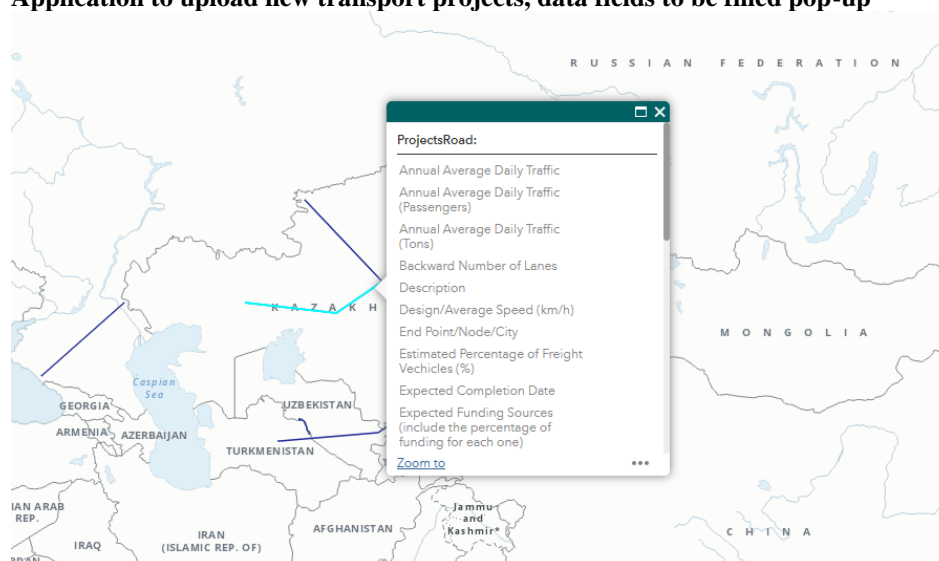 Application to upload new transport projects, data fields to be filled pop-up
RUSSIAN FEDERATION
ProjectsRoad:
Annual Average Daily Traffic
Annual Average Daily Traffic
(Passengers)
Annual Average Daily Traffic
(Tons)
Backward Number of Lanes
Description
Design/Average Speed (km/h)
End Point/Node/City
Estimated Percentage of Freight
Vechicles (%)
Expected Completion Date
Expected Funding Sources
(include the percentage of
funding for each one)
Zoom to
KAZAKH
MONGOLIA
Caspian
Sea
GEORGIA
UZBEKISTAN
ARMENIA
AZERBAIJAN
TURKMENISTAN
IAN ARAB
REP.
IRAQ
IRAN
(ISLAMIC REP. OF)
AFGHANISTAN
Jammu
and
Kashmir*
CHINA